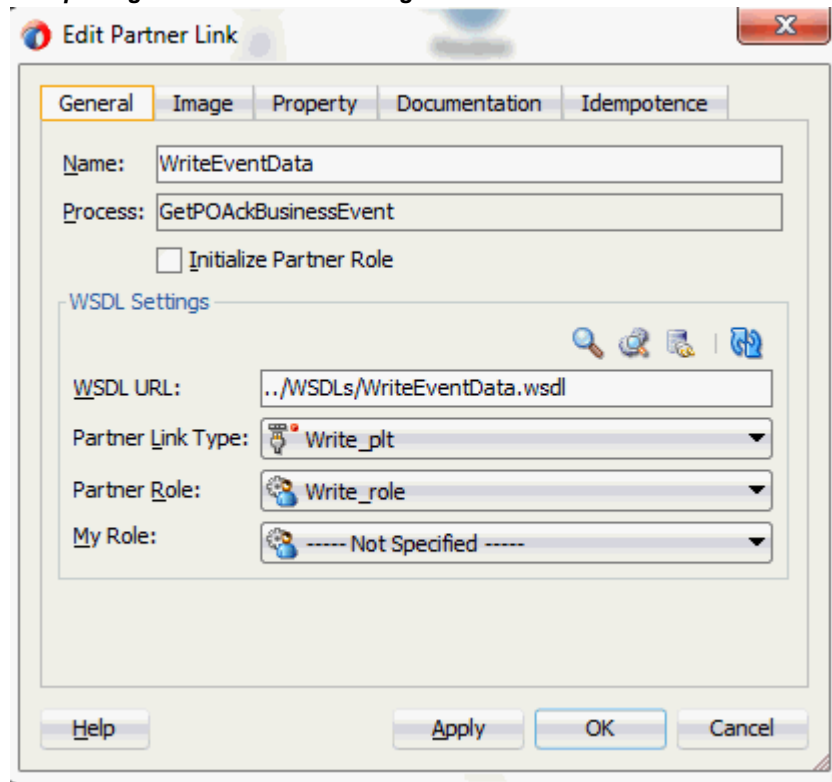 Edit Partner Link
General Image Property Documentation Idempotence
Name: WriteEventData
Process: GetPOAckBusinessEvent
Initialize Partner Role
WSDL Settings
WSDL URL: ../WSDLs/WriteEventData.wsdl
Partner Link Type: Write_plt
Partner Role: Write_role
My Role: ----- Not Specified -----
Help Apply OK Cancel